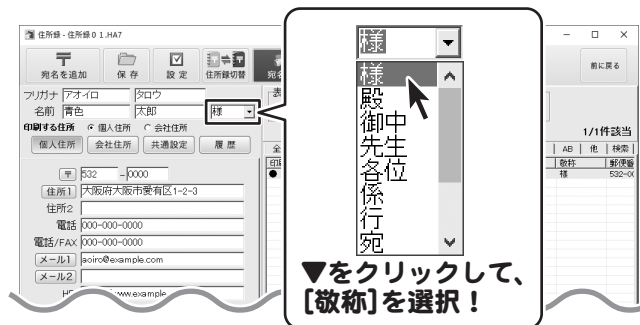 住所録 - 住所録０１.HA7
宛名を追加
保 存
設 定
住所録切替
前に戻る
フリガナ アオイロ タロウ
名前 青色 太郎 様
印刷する住所 個人住所 会社住所
個人住所 会社住所 共通設定 履 歴
〒 532 - 0000
住所1 大阪府大阪市愛有区1-2-3
住所2
電話 000-000-0000
電話/FAX 000-000-0000
メール1 aoiro@example.com
メール2
www.example
1/1件該当
AB 他 検索
敬称
様 532-00
様
様
殿
御中
先生
各位
係
行
宛
▼をクリックして、
[敬称]を選択！